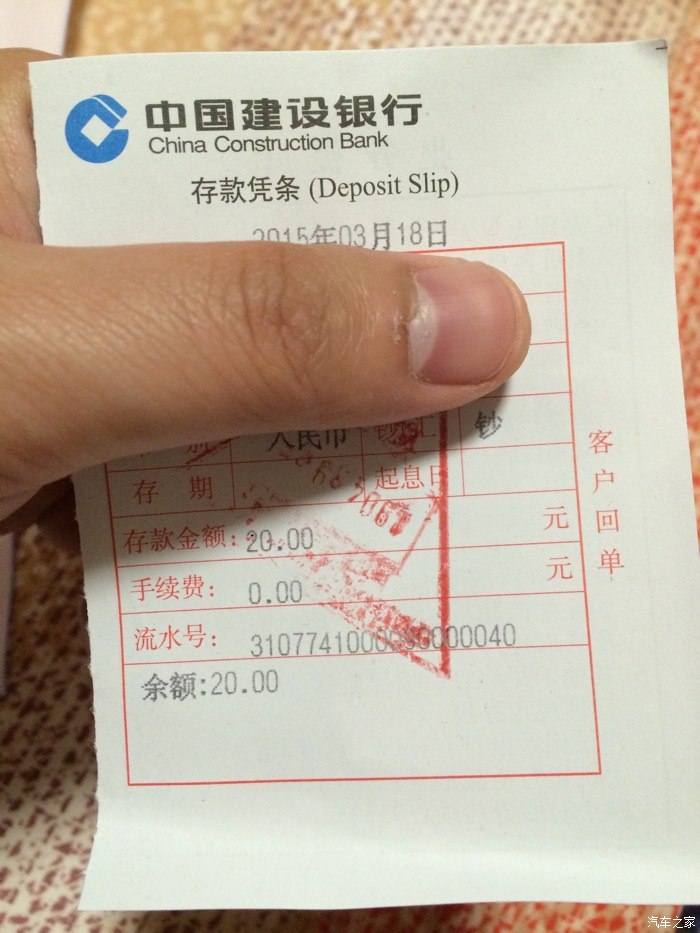 中国建设银行
China Construction Bank
存款凭条 (Deposit Slip)
2015年03月18日
别 人民币 钞汇 钞
存 期 起息日
存款金额: 20.00 元
手续费: 0.00 元
流水号:
余额:20.00
客户回单
汽车之家